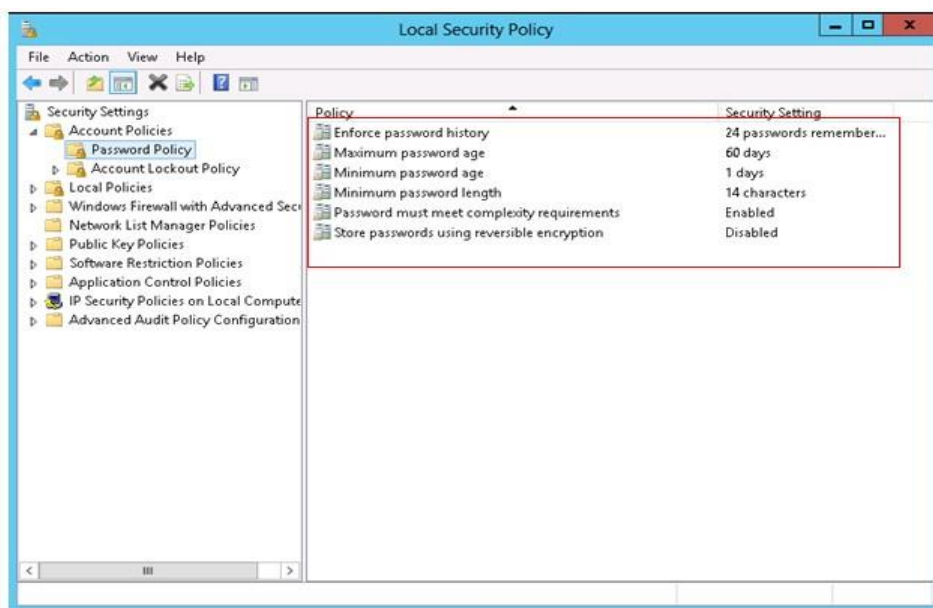 Local Security Policy
File Action View Help
Security Settings
Account Policies
Password Policy
Account Lockout Policy
Local Policies
Windows Firewall with Advanced Secu
Network List Manager Policies
Public Key Policies
Software Restriction Policies
Application Control Policies
IP Security Policies on Local Compute
Advanced Audit Policy Configuration
Policy Security Setting
Enforce password history 24 passwords remember...
Maximum password age 60 days
Minimum password age 1 days
Minimum password length 14 characters
Password must meet complexity requirements Enabled
Store passwords using reversible encryption Disabled